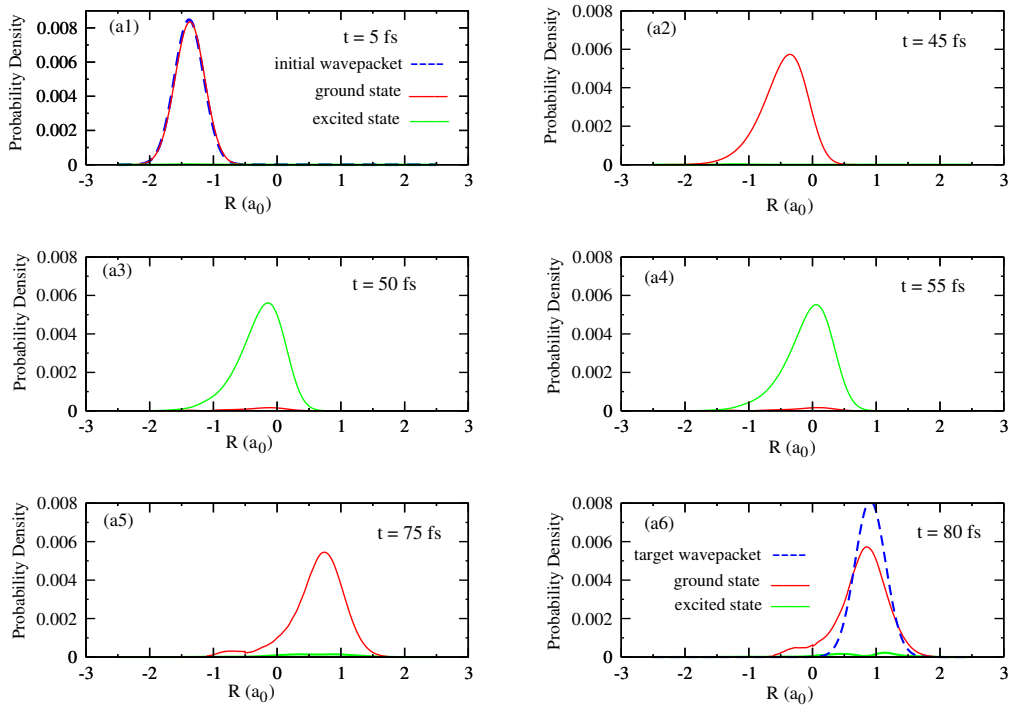 (a1)
t = 5 fs
initial wavepacket
ground state
excited state
Probability Density
0.008
0.006
0.004
0.002
0
-3 -2 -1 0 1 2 3
R (a0)
(a2)
t = 45 fs
Probability Density
0.008
0.006
0.004
0.002
0
-3 -2 -1 0 1 2 3
R (a0)
(a3)
t = 50 fs
Probability Density
0.008
0.006
0.004
0.002
0
-3 -2 -1 0 1 2 3
R (a0)
(a4)
t = 55 fs
Probability Density
0.008
0.006
0.004
0.002
0
-3 -2 -1 0 1 2 3
R (a0)
(a5)
t = 75 fs
Probability Density
0.008
0.006
0.004
0.002
0
-3 -2 -1 0 1 2 3
R (a0)
(a6)
t = 80 fs
target wavepacket
ground state
excited state
Probability Density
0.008
0.006
0.004
0.002
0
-3 -2 -1 0 1 2 3
R (a0)